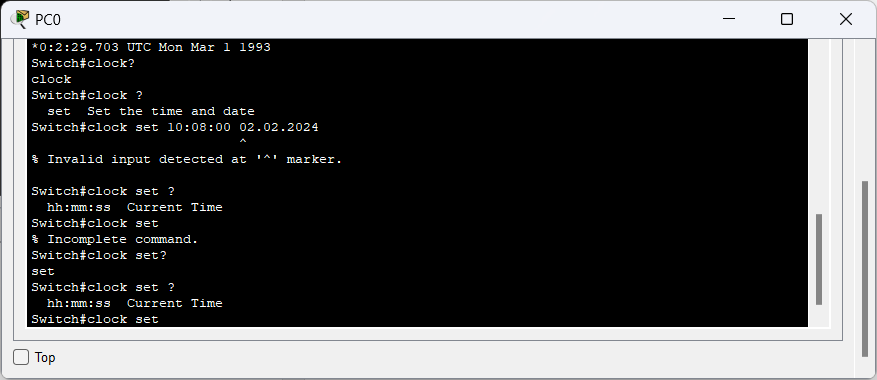 PC0
*0:2:29.703 UTC Mon Mar 1 1993
Switch#clock?
clock
Switch#clock ?
  set  Set the time and date
Switch#clock set 10:08:00 02.02.2024
                          ^
% Invalid input detected at '^' marker.

Switch#clock set ?
  hh:mm:ss  Current Time
Switch#clock set
% Incomplete command.
Switch#clock set?
set
Switch#clock set ?
  hh:mm:ss  Current Time
Switch#clock set
Top